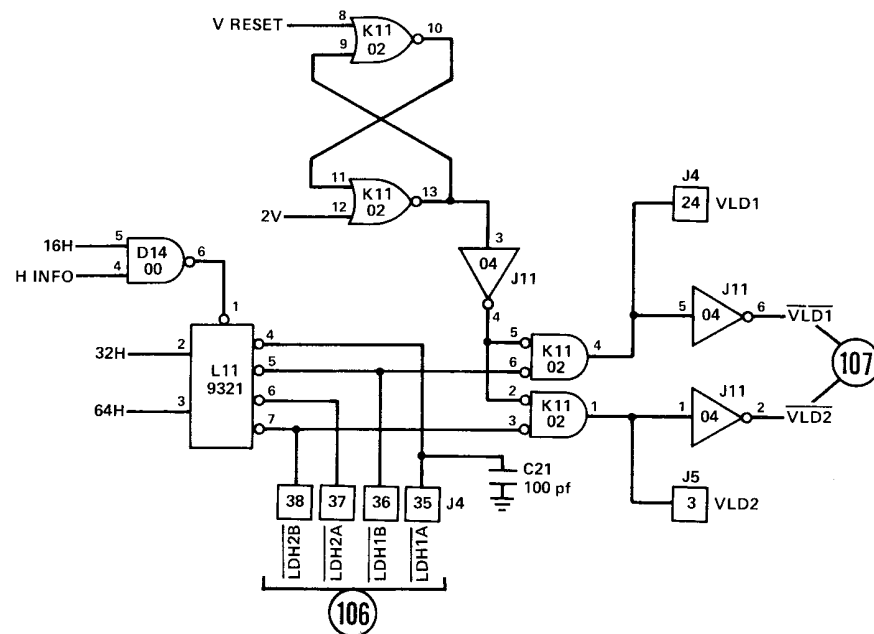 V RESET
8
9
K11
02
10
11
12
K11
02
13
2V
3
04
J11
4
16H
H INFO
5
4
D14
00
6
1
32H
64H
2
3
L11
9321
4
5
6
7
5
6
K11
02
4
2
3
K11
02
1
J4
24
VLD1
5
04
J11
6
VLD1
107
1
04
J11
2
VLD2
J5
3
VLD2
C21
100 pf
38
37
36
35
J4
LDH2B
LDH2A
LDH1B
LDH1A
106